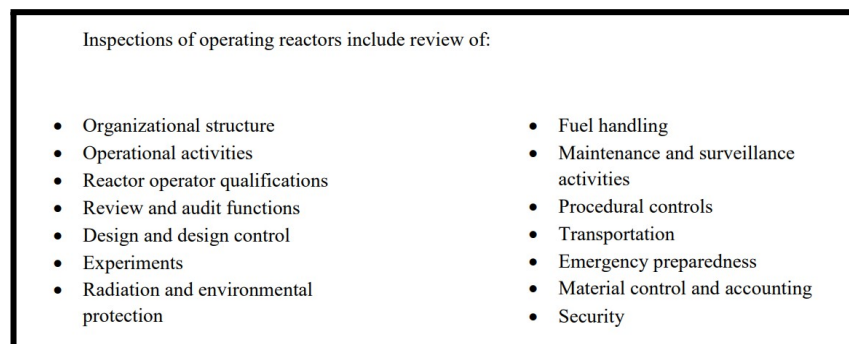 Inspections of operating reactors include review of:
• Organizational structure
• Operational activities
• Reactor operator qualifications
• Review and audit functions
• Design and design control
• Experiments
• Radiation and environmental
protection
• Fuel handling
• Maintenance and surveillance
activities
• Procedural controls
• Transportation
• Emergency preparedness
• Material control and accounting
• Security